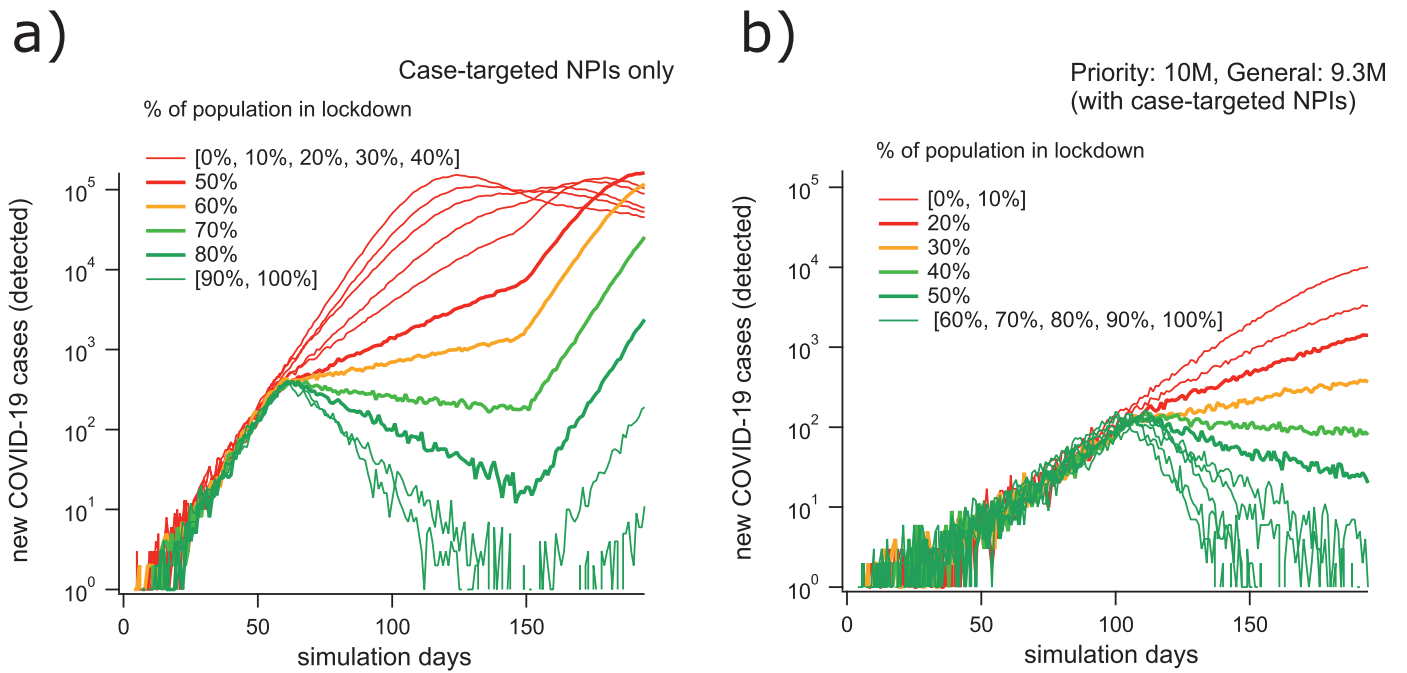 a)
Case-targeted NPIs only
% of population in lockdown
[0%, 10%, 20%, 30%, 40%]
50%
60%
70%
80%
[90%, 100%]
new COVID-19 cases (detected)
10^5
10^4
10^3
10^2
10^1
10^0
0 50 100 150
simulation days
b)
Priority: 10M, General: 9.3M
(with case-targeted NPIs)
% of population in lockdown
[0%, 10%]
20%
30%
40%
50%
[60%, 70%, 80%, 90%, 100%]
new COVID-19 cases (detected)
10^5
10^4
10^3
10^2
10^1
10^0
0 50 100 150
simulation days